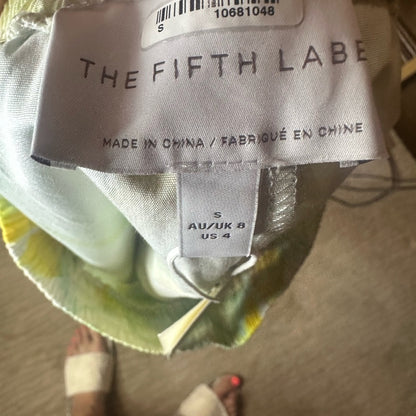 S
10681048
THE FIFTH LABE
MADE IN CHINA / FABRIQUÉ EN CHINE
S
AU/UK 8
US 4